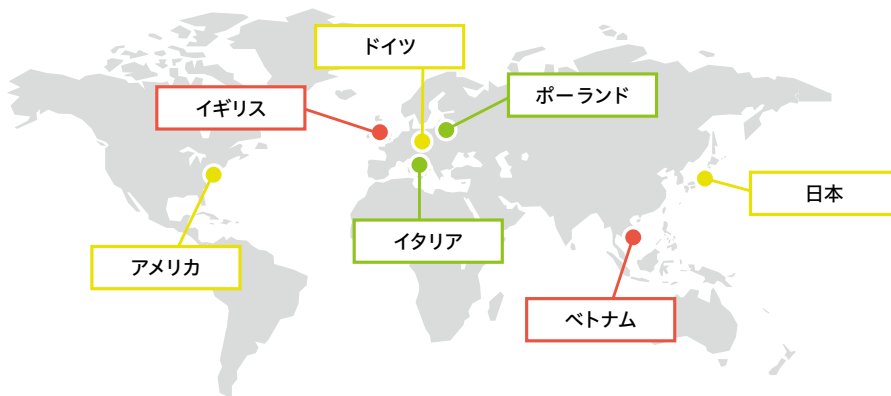 ドイツ
ポーランド
イギリス
日本
イタリア
アメリカ
ベトナム